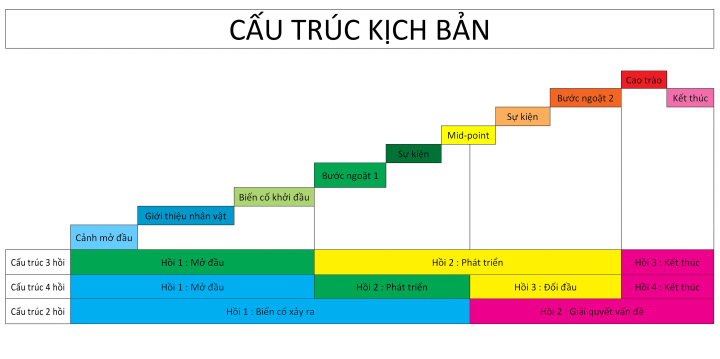 CẤU TRÚC KỊCH BẢN
Cao trào
Bước ngoặt 2
Kết thúc
Sự kiện
Mid-point
Sự kiện
Bước ngoặt 1
Biến cố khởi đầu
Giới thiệu nhân vật
Cảnh mở đầu
Cấu trúc 3 hồi
Hồi 1 : Mở đầu
Hồi 2 : Phát triển
Hồi 3 : Kết thúc
Cấu trúc 4 hồi
Hồi 1 : Mở đầu
Hồi 2 : Phát triển
Hồi 3 : Đối đầu
Hồi 4 : Kết thúc
Cấu trúc 2 hồi
Hồi 1 : Biến cố xảy ra
Hồi 2 : Giải quyết vấn đề